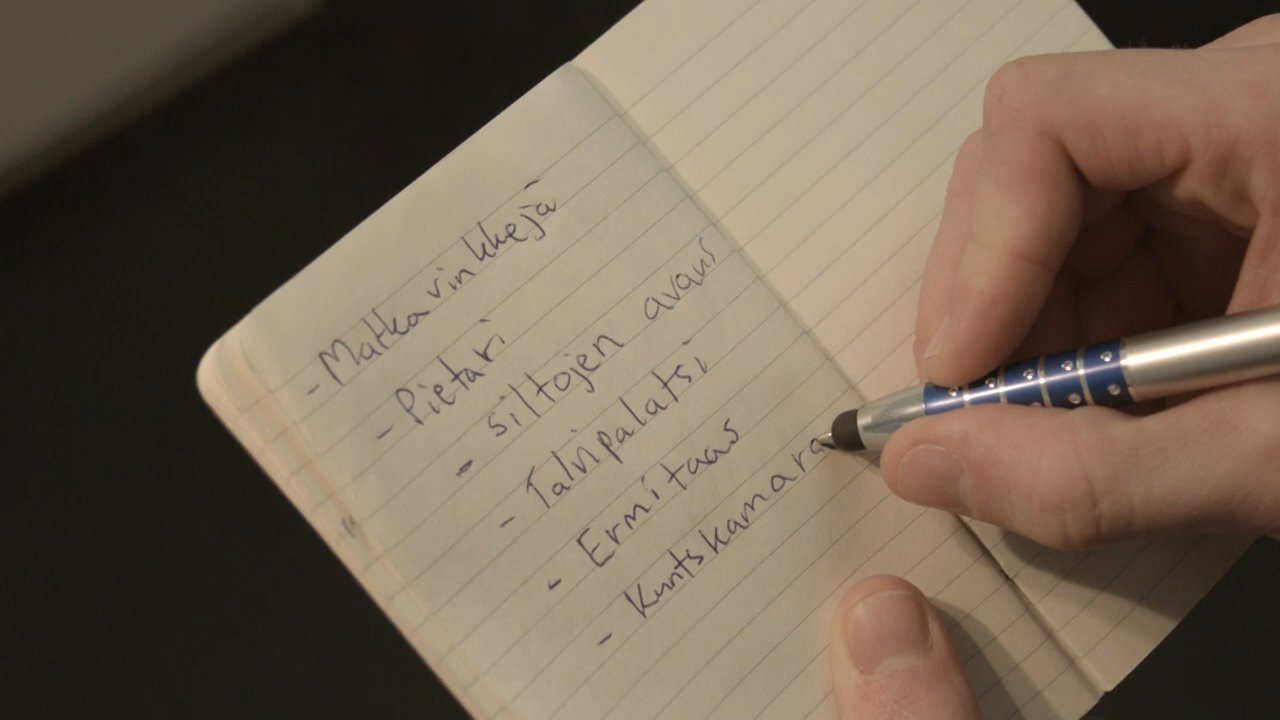 - Matkavinkkejä
- Pietari
- siltojen avaus
- Talvipalatsi
- Ermitaas
- Kuntskamara